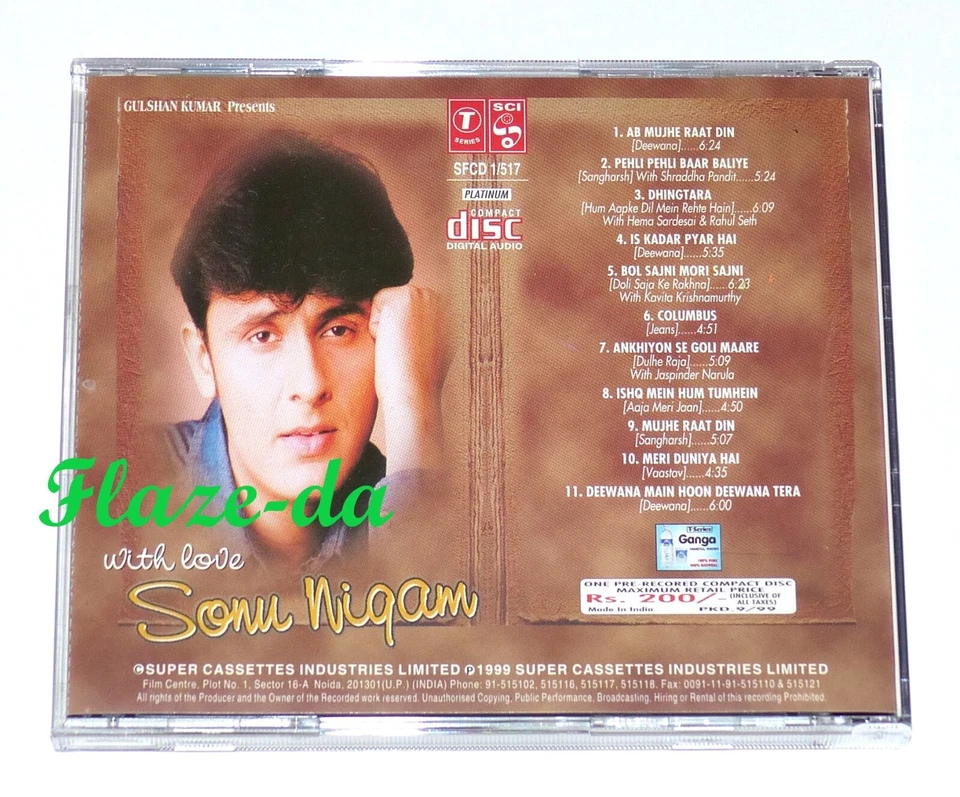 GULSHAN KUMAR Presents
T
SERIES
SCI
SFCD 1/517
PLATINUM
COMPACT
disc
DIGITAL AUDIO
1. AB MUJHE RAAT DIN
[Deewana]......6:24
2. PEHLI PEHLI BAAR BALIYE
[Sangharsh] With Shraddha Pandit.....5:24
3. DHINGTARA
[Hum Aapke Dil Mein Rehte Hain]......6:09
With Hema Sardesai & Rahul Seth
4. IS KADAR PYAR HAI
[Deewana]......5:35
5. BOL SAJNI MORI SAJNI
[Doli Saja Ke Rakhna]......6:23
With Kavita Krishnamurthy
6. COLUMBUS
[Jeans]......4:51
7. ANKHIYON SE GOLI MAARE
[Dulhe Raja]......5:09
With Jaspinder Narula
8. ISHQ MEIN HUM TUMHEIN
[Aaja Meri Jaan]......4:50
9. MUJHE RAAT DIN
[Sangharsh]......5:07
10. MERI DUNIYA HAI
[Vaastav]......4:35
11. DEEWANA MAIN HOON DEEWANA TERA
[Deewana]......6:00
Flaze-da
with love
Sonu Nigam
T Series
Ganga
100% PURE
ONE PRE-RECORED COMPACT DISC
MAXIMUM RETAIL PRICE
Rs. 200/- (INCLUSIVE OF ALL TAXES)
Made in India PKD. 9/99
©SUPER CASSETTES INDUSTRIES LIMITED ℗1999 SUPER CASSETTES INDUSTRIES LIMITED
Film Centre, Plot No. 1, Sector 16-A Noida, 201301(U.P.) (INDIA) Phone: 91-515102, 515116, 515117, 515118. Fax: 0091-11-91-515110 & 515121
All rights of the Producer and the Owner of the Recorded work reserved. Unauthorised Copying, Public Performance, Broadcasting, Hiring or Rental of this recording Prohibited.